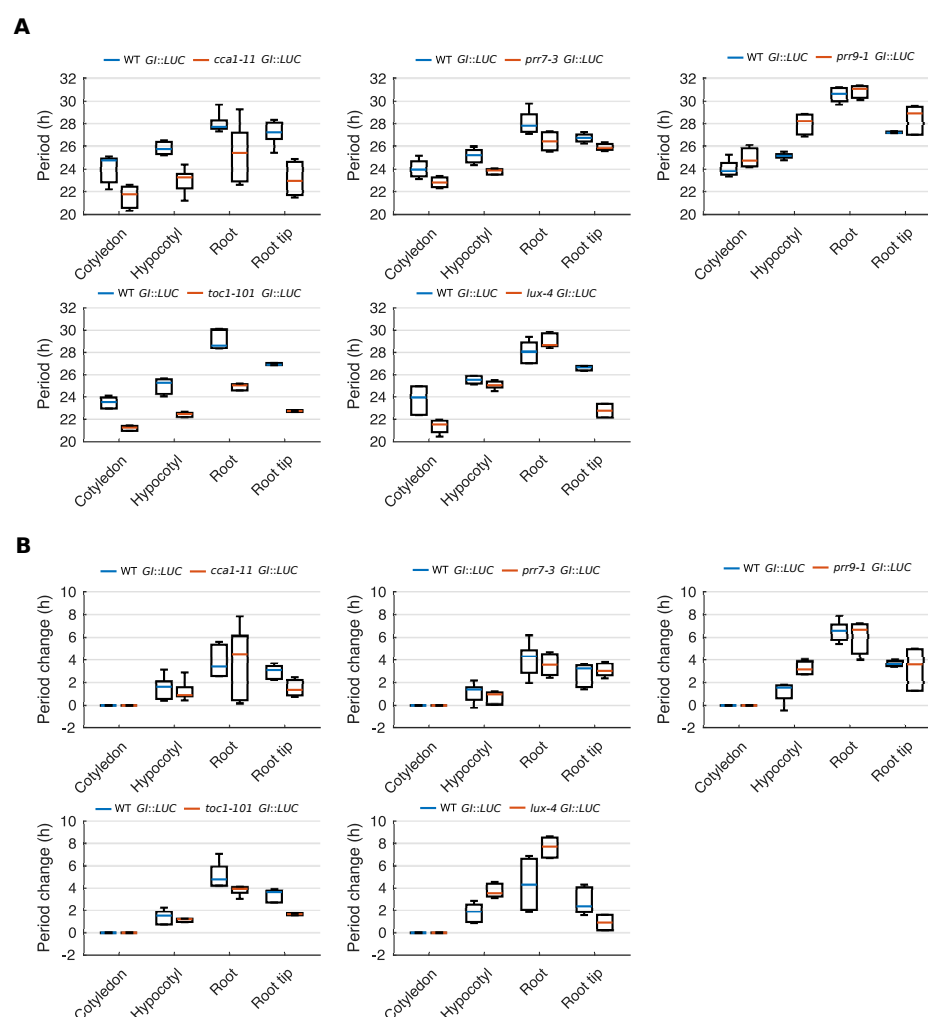 A
WT GI::LUC cca1-11 GI::LUC
Period (h)
32
30
28
26
24
22
20
Cotyledon
Hypocotyl
Root
Root tip
WT GI::LUC prr7-3 GI::LUC
Period (h)
32
30
28
26
24
22
20
Cotyledon
Hypocotyl
Root
Root tip
WT GI::LUC prr9-1 GI::LUC
Period (h)
32
30
28
26
24
22
20
Cotyledon
Hypocotyl
Root
Root tip
WT GI::LUC toc1-101 GI::LUC
Period (h)
32
30
28
26
24
22
20
Cotyledon
Hypocotyl
Root
Root tip
WT GI::LUC lux-4 GI::LUC
Period (h)
32
30
28
26
24
22
20
Cotyledon
Hypocotyl
Root
Root tip
B
WT GI::LUC cca1-11 GI::LUC
Period change (h)
10
8
6
4
2
0
-2
Cotyledon
Hypocotyl
Root
Root tip
WT GI::LUC prr7-3 GI::LUC
Period change (h)
10
8
6
4
2
0
-2
Cotyledon
Hypocotyl
Root
Root tip
WT GI::LUC prr9-1 GI::LUC
Period change (h)
10
8
6
4
2
0
-2
Cotyledon
Hypocotyl
Root
Root tip
WT GI::LUC toc1-101 GI::LUC
Period change (h)
10
8
6
4
2
0
-2
Cotyledon
Hypocotyl
Root
Root tip
WT GI::LUC lux-4 GI::LUC
Period change (h)
10
8
6
4
2
0
-2
Cotyledon
Hypocotyl
Root
Root tip